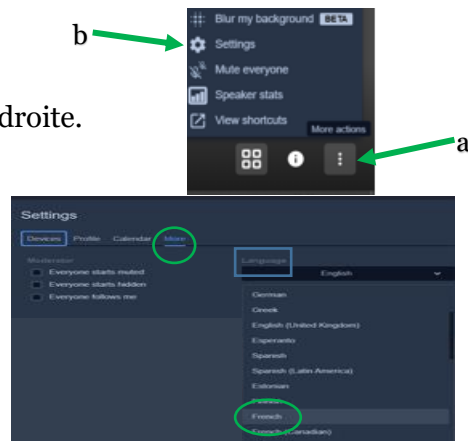 Blur my background BETA
b
Settings
Mute everyone
droite.
Speaker stats
View shortcuts
More actions
a
Settings
Devices Profile Calendar More
Moderator
Everyone starts muted
Everyone starts hidden
Everyone follows me
Language
English
German
Greek
English (United Kingdom)
Esperanto
Spanish
Spanish (Latin America)
Estonian
French
French (Canadian)